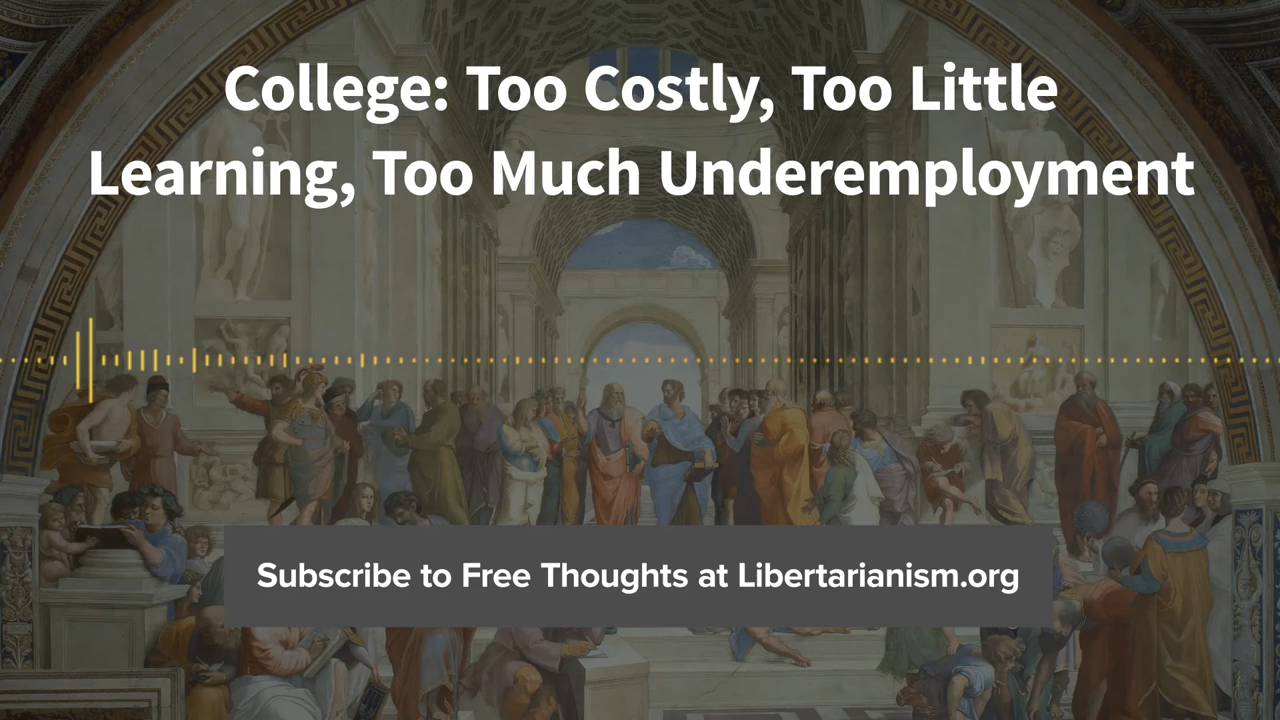 College: Too Costly, Too Little
Learning, Too Much Underemployment
Subscribe to Free Thoughts at Libertarianism.org